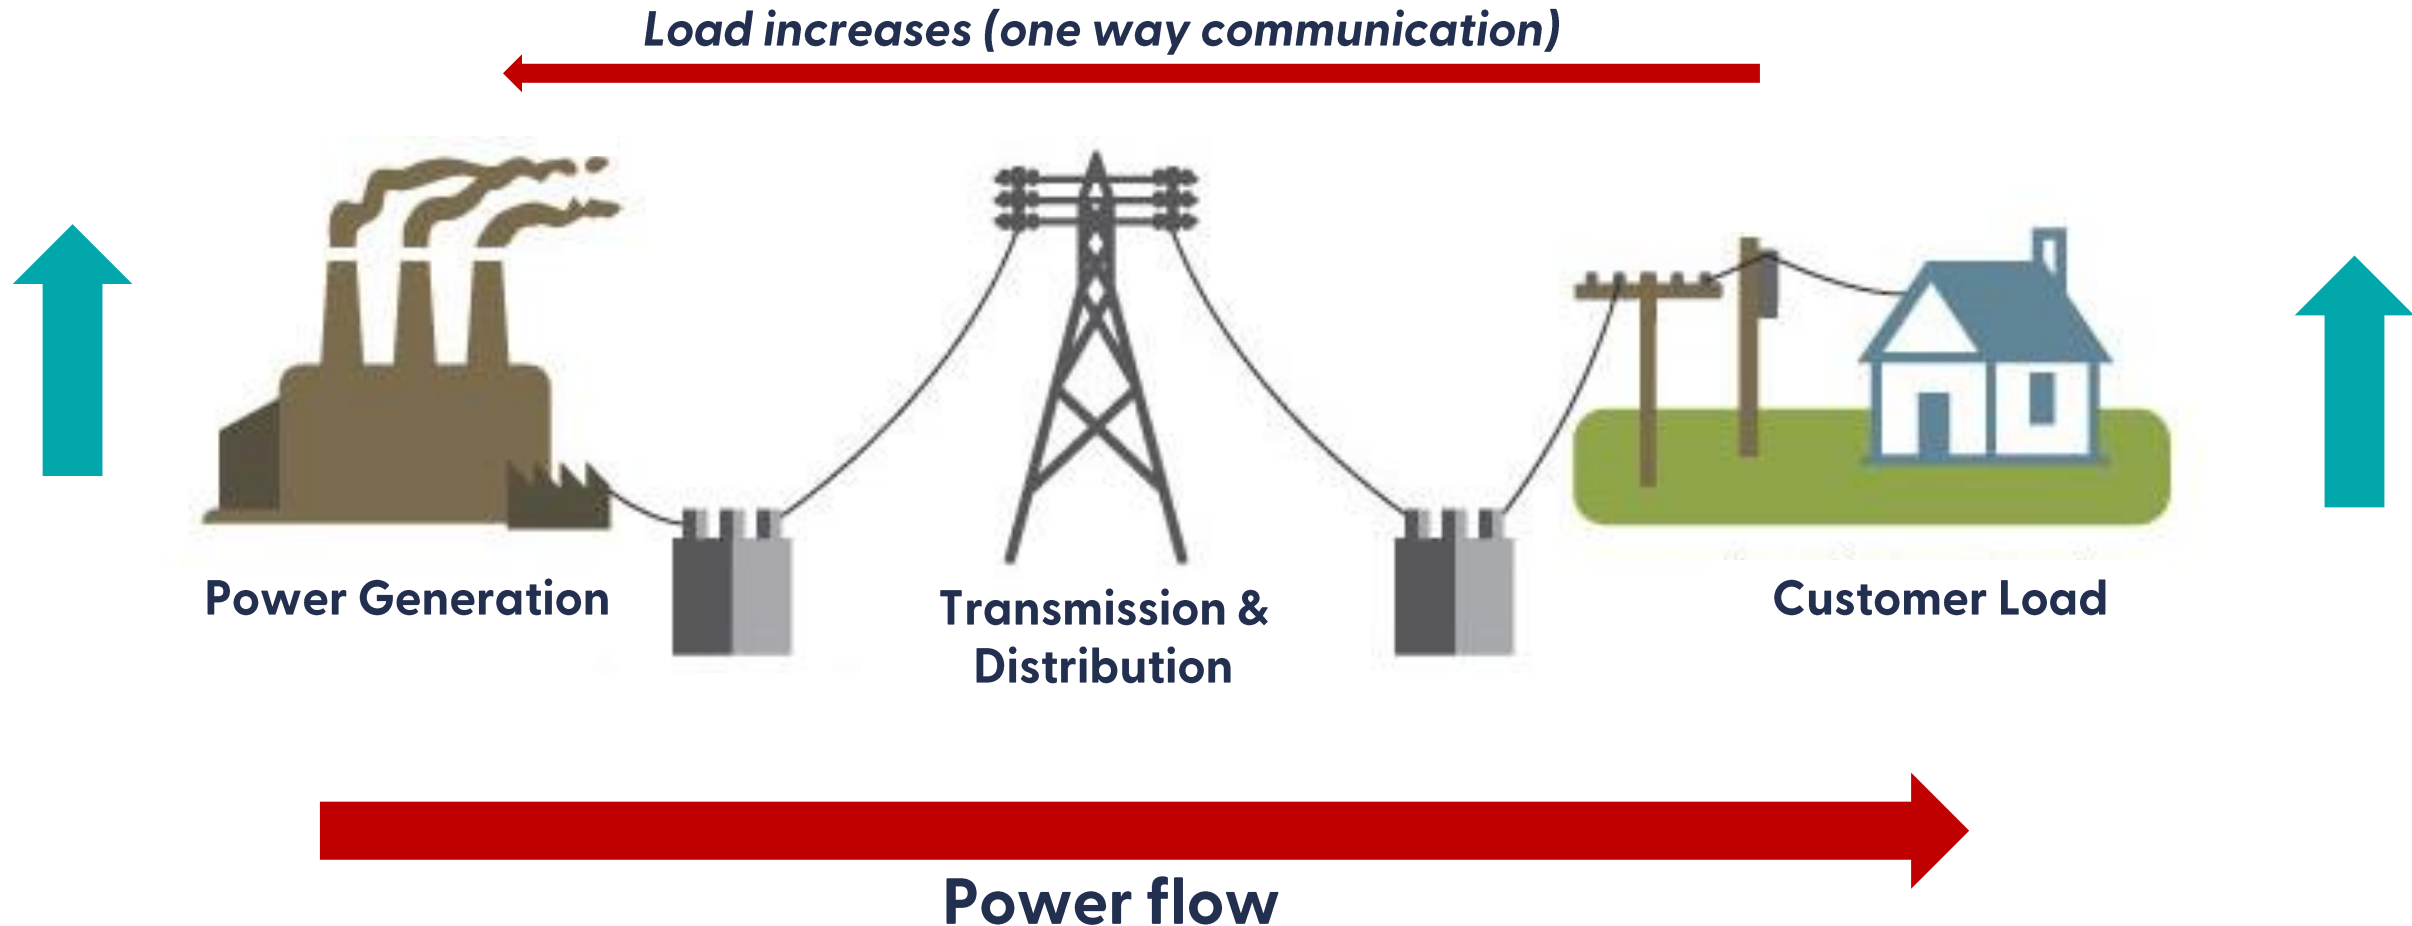 Load increases (one way communication)
Power Generation
Transmission &
Distribution
Customer Load
Power flow